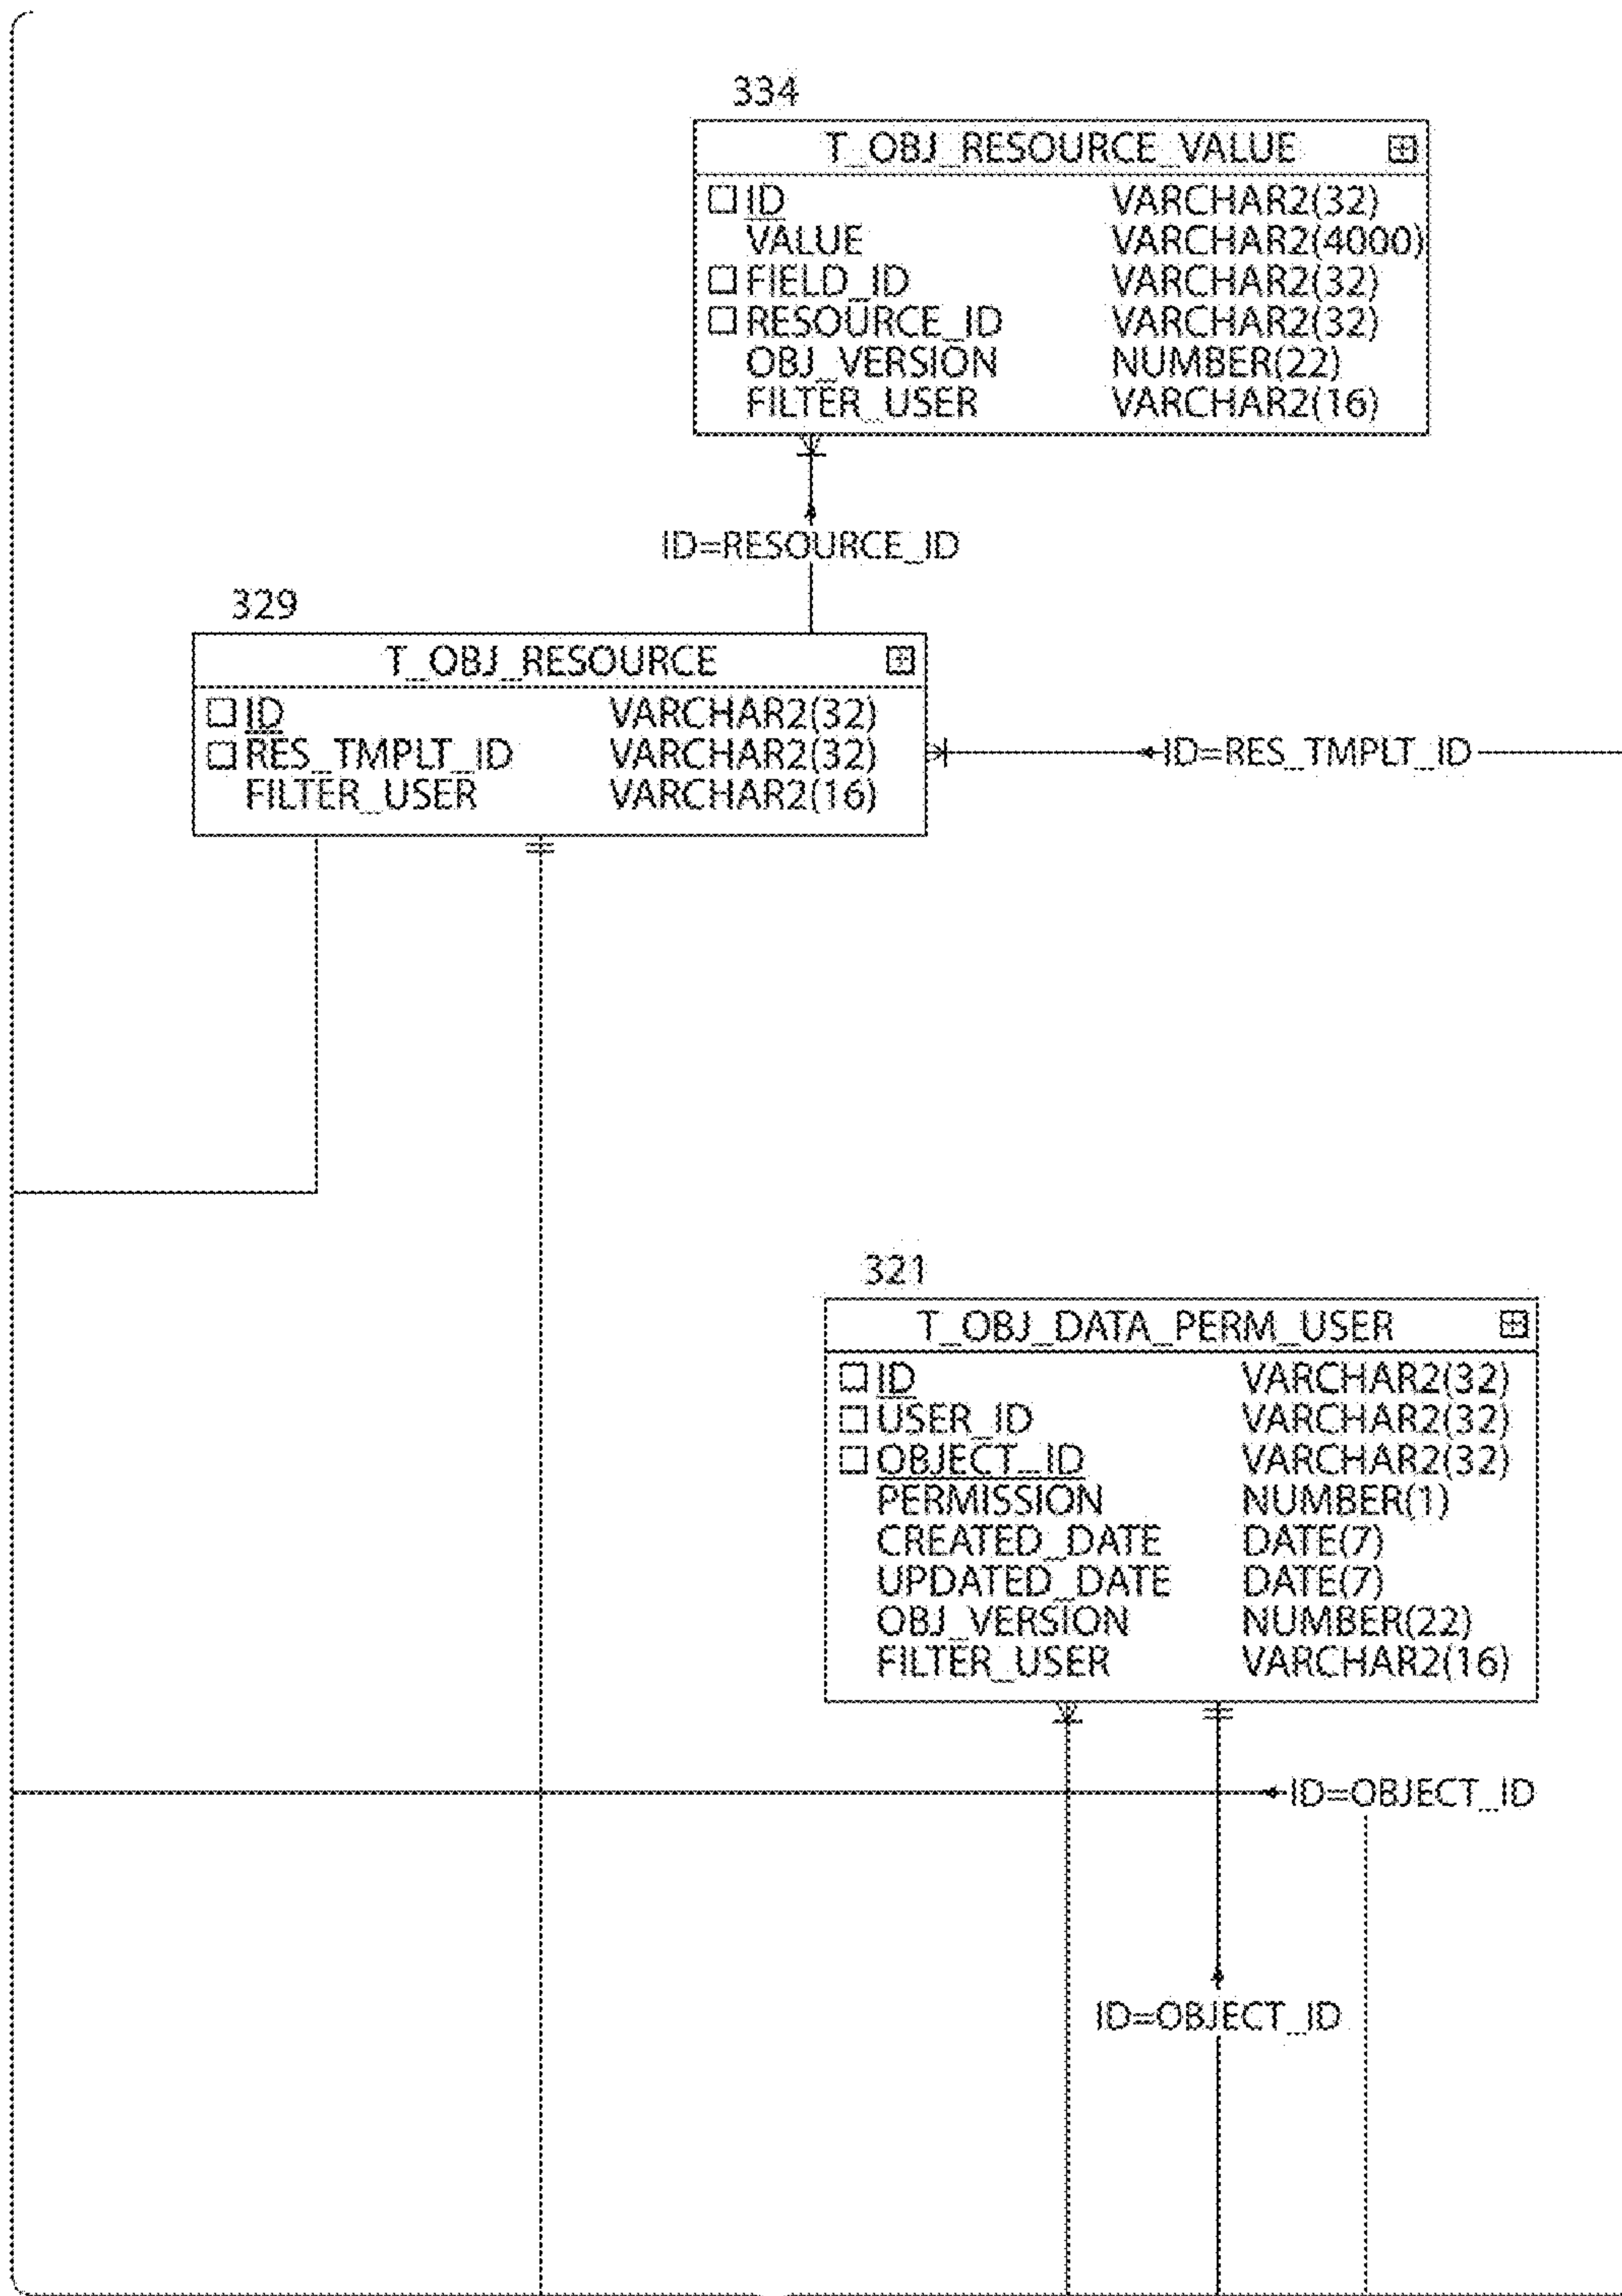 334
T_OBJ_RESOURCE_VALUE
ID VARCHAR2(32)
VALUE VARCHAR2(4000)
FIELD_ID VARCHAR2(32)
RESOURCE_ID VARCHAR2(32)
OBJ_VERSION NUMBER(22)
FILTER_USER VARCHAR2(16)
ID=RESOURCE_ID
329
T_OBJ_RESOURCE
ID VARCHAR2(32)
RES_TMPLT_ID VARCHAR2(32)
FILTER_USER VARCHAR2(16)
ID=RES_TMPLT_ID
321
T_OBJ_DATA_PERM_USER
ID VARCHAR2(32)
USER_ID VARCHAR2(32)
OBJECT_ID VARCHAR2(32)
PERMISSION NUMBER(1)
CREATED_DATE DATE(7)
UPDATED_DATE DATE(7)
OBJ_VERSION NUMBER(22)
FILTER_USER VARCHAR2(16)
ID=OBJECT_ID
ID=OBJECT_ID